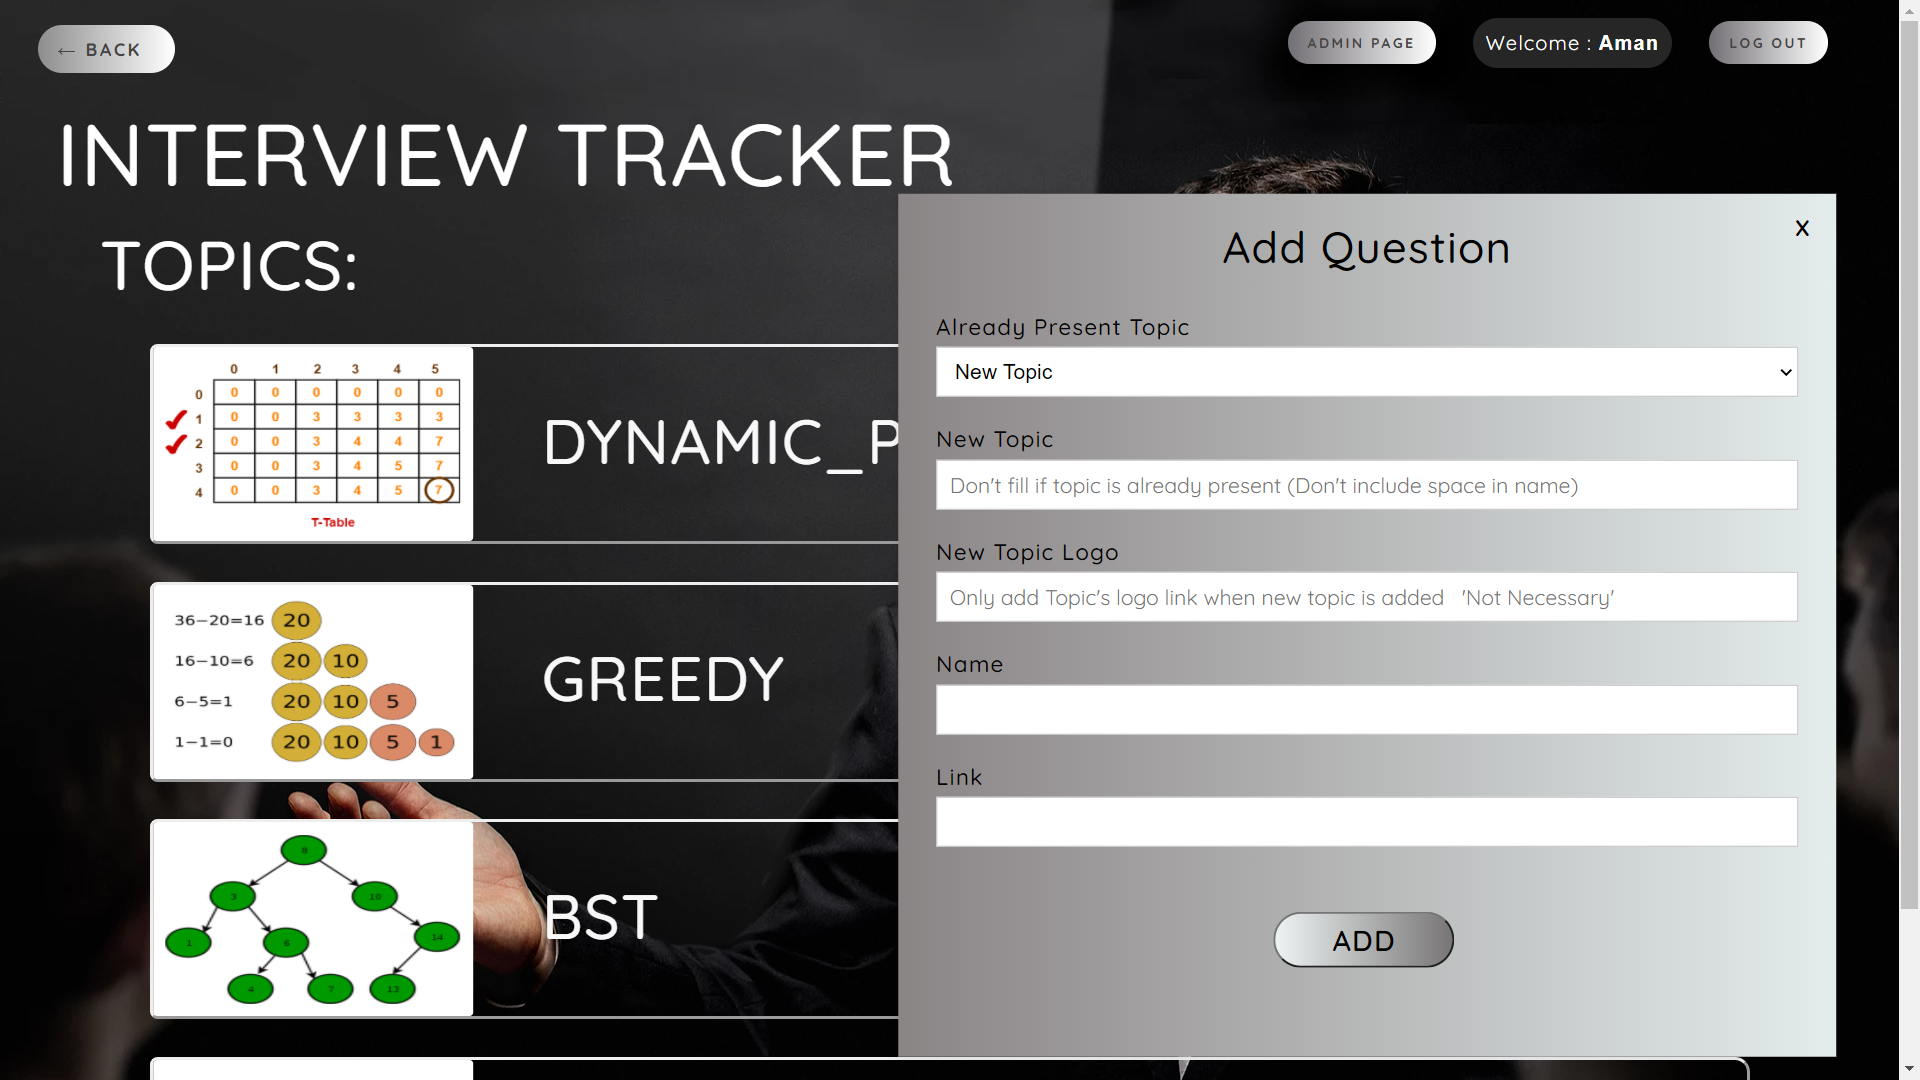 ← BACK
ADMIN PAGE
Welcome : Aman
LOG OUT
INTERVIEW TRACKER
TOPICS:
0 1 2 3 4 5
0 0 0 0 0 0 0
1 0 0 3 3 3 3
2 0 0 3 4 4 7
3 0 0 3 4 5 7
4 0 0 3 4 5 7
T-Table
DYNAMIC_P
36−20=16 20
16−10=6 20 10
6−5=1 20 10 5
1−1=0 20 10 5 1
GREEDY
8
3 10
1 6 14
4 7 13
BST
X
Add Question
Already Present Topic
New Topic
New Topic
Don't fill if topic is already present (Don't include space in name)
New Topic Logo
Only add Topic's logo link when new topic is added 'Not Necessary'
Name
Link
ADD